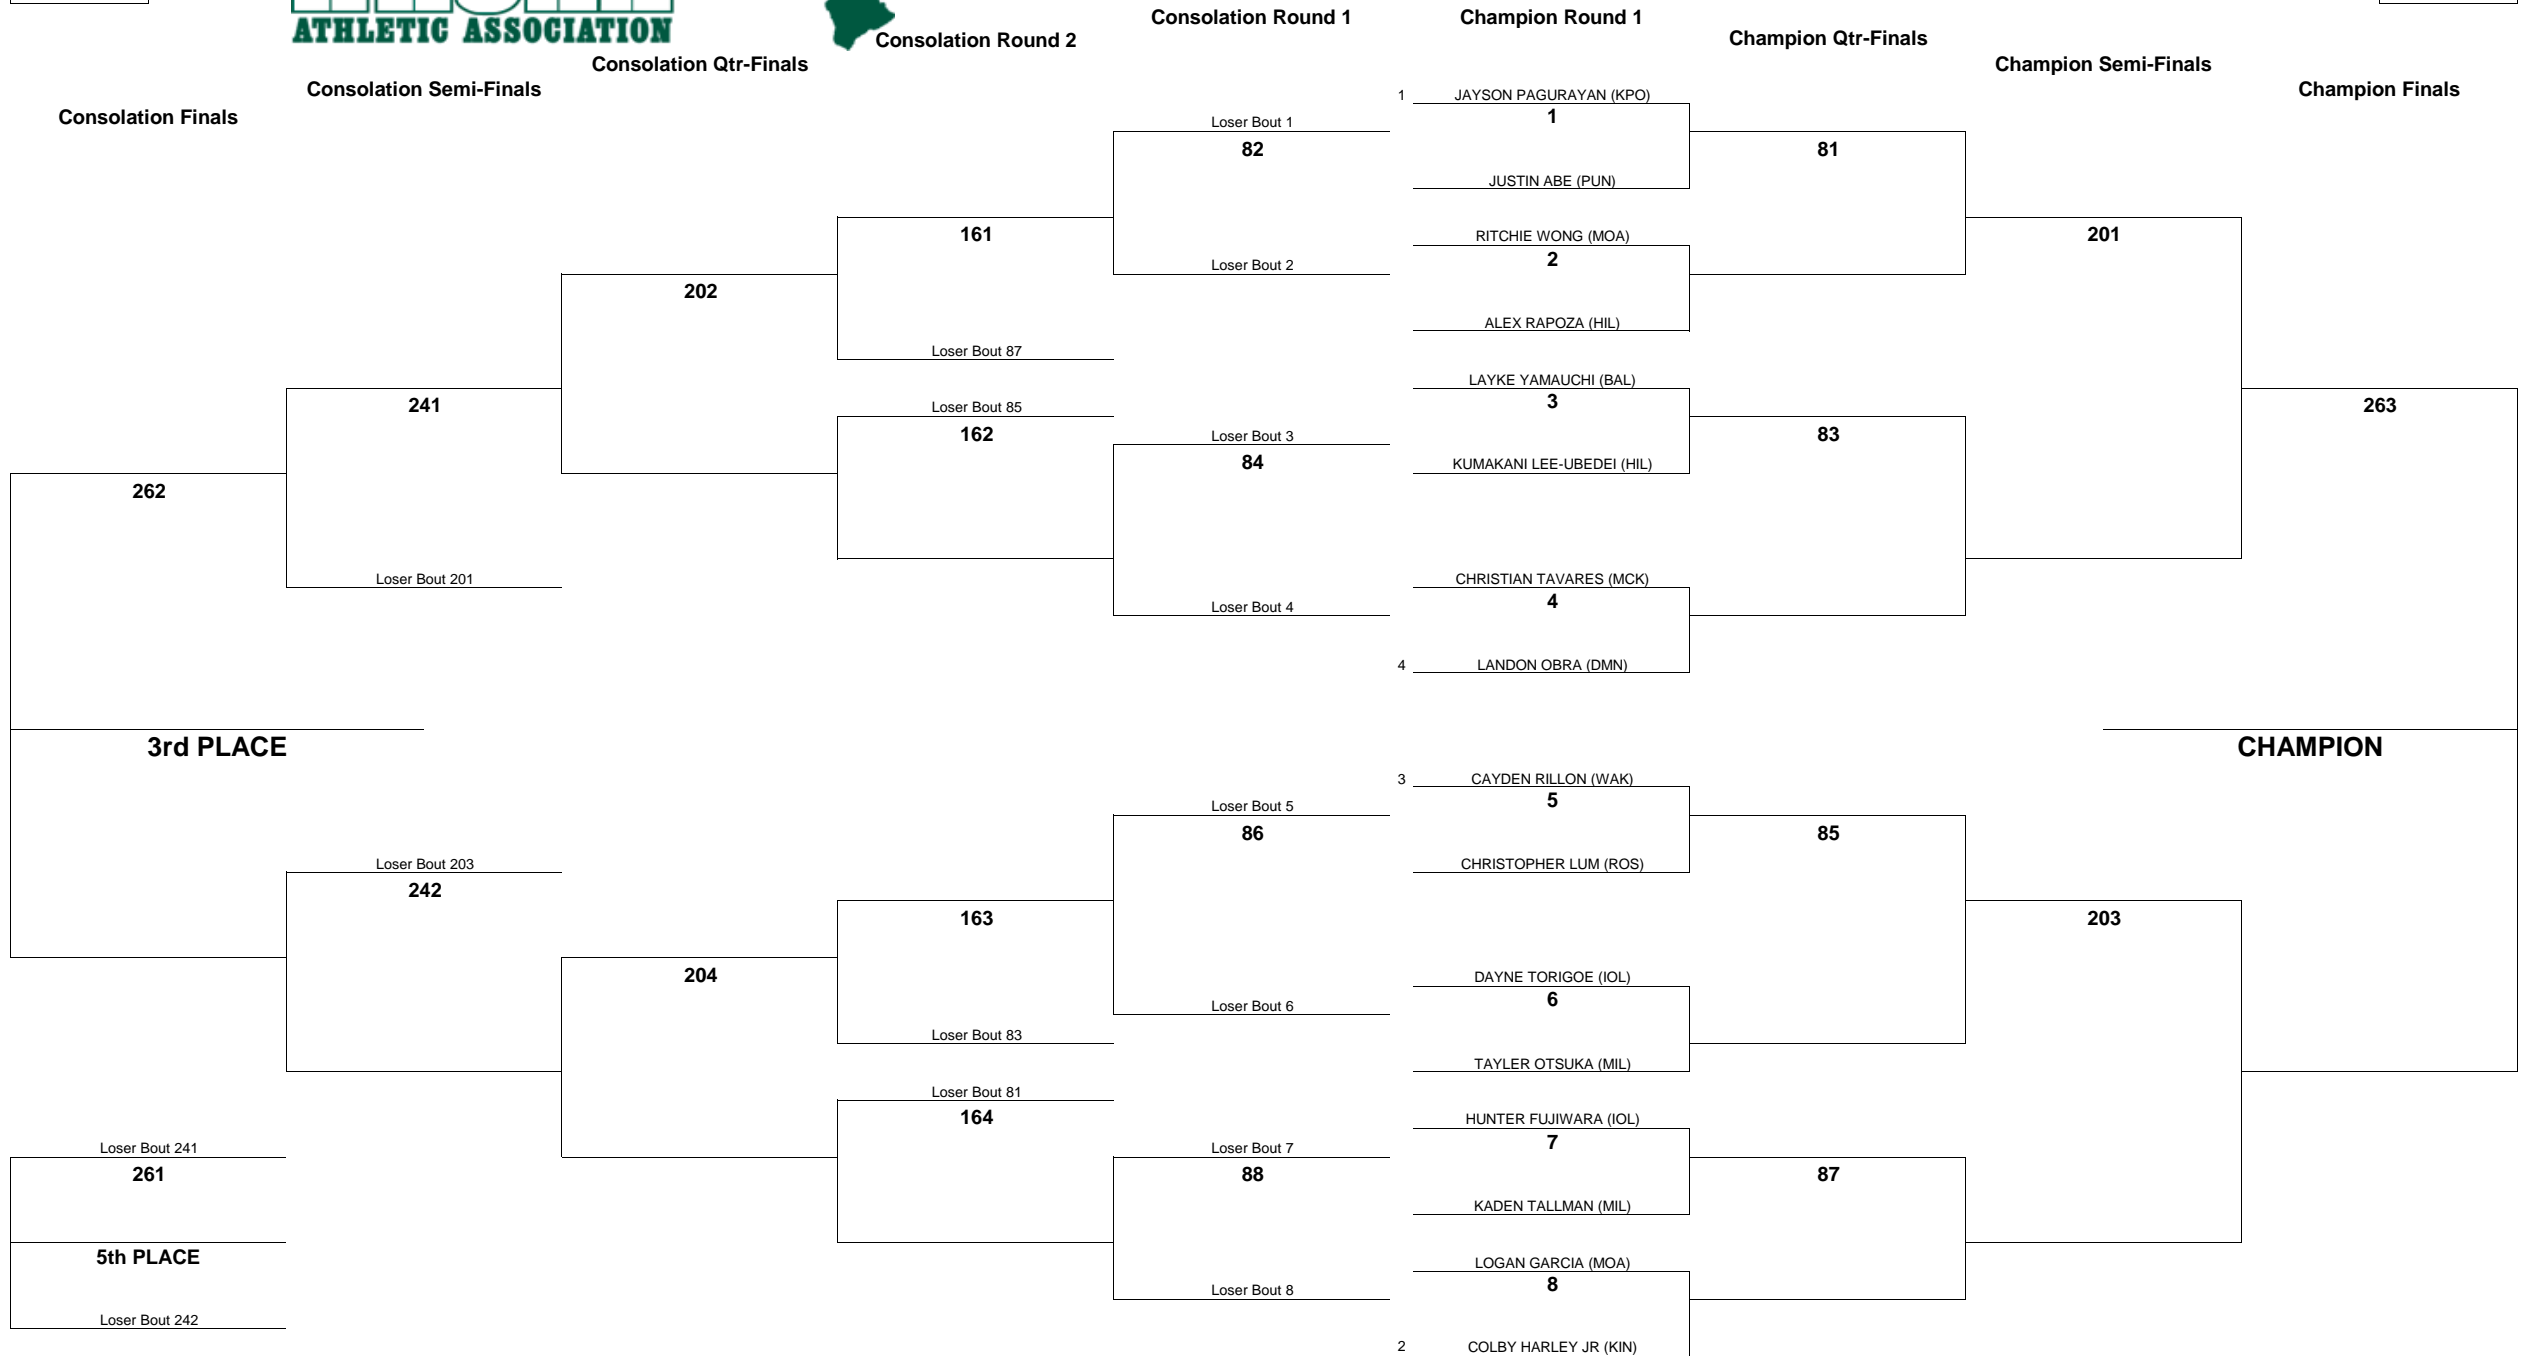 ATHLETIC ASSOCIATION
Consolation Round 1
Champion Round 1
Consolation Round 2
Champion Qtr-Finals
Consolation Qtr-Finals
Champion Semi-Finals
Consolation Semi-Finals
Champion Finals
Consolation Finals
1 JAYSON PAGURAYAN (KPO)
1
Loser Bout 1
82
81
JUSTIN ABE (PUN)
161
RITCHIE WONG (MOA)
201
2
Loser Bout 2
202
ALEX RAPOZA (HIL)
Loser Bout 87
LAYKE YAMAUCHI (BAL)
241
Loser Bout 85
3
263
162
Loser Bout 3
83
84
KUMAKANI LEE-UBEDEI (HIL)
262
Loser Bout 201
CHRISTIAN TAVARES (MCK)
Loser Bout 4
4
4 LANDON OBRA (DMN)
3rd PLACE
CHAMPION
3 CAYDEN RILLON (WAK)
Loser Bout 5
5
86
85
Loser Bout 203
CHRISTOPHER LUM (ROS)
242
163
203
204
DAYNE TORIGOE (IOL)
Loser Bout 6
6
Loser Bout 83
TAYLER OTSUKA (MIL)
Loser Bout 81
164
HUNTER FUJIWARA (IOL)
Loser Bout 241
Loser Bout 7
7
261
88
87
KADEN TALLMAN (MIL)
5th PLACE
LOGAN GARCIA (MOA)
Loser Bout 8
8
Loser Bout 242
2 COLBY HARLEY JR (KIN)